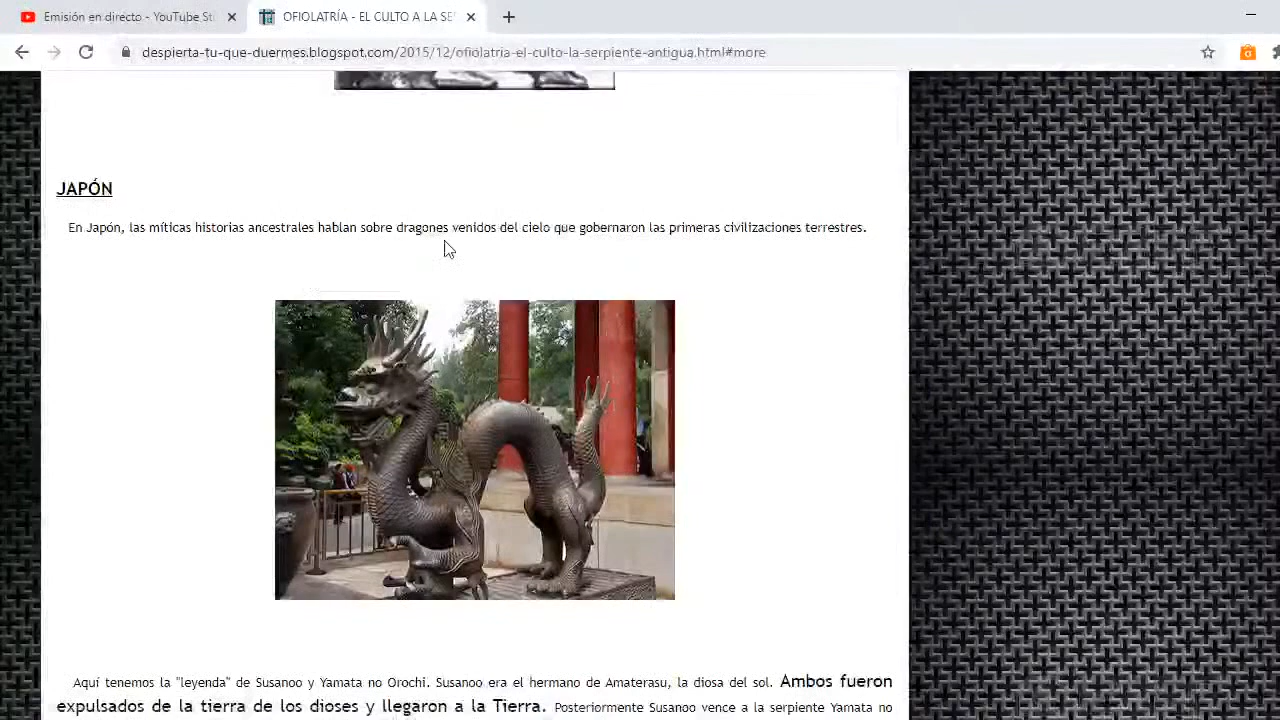 Emisión en directo - YouTube St
OFIOLATRÍA - EL CULTO A LA SE
despierta-tu-que-duermes.blogspot.com/2015/12/ofiolatria-el-culto-la-serpiente-antigua.html#more
JAPÓN
En Japón, las míticas historias ancestrales hablan sobre dragones venidos del cielo que gobernaron las primeras civilizaciones terrestres.
Aquí tenemos la "leyenda" de Susanoo y Yamata no Orochi. Susanoo era el hermano de Amaterasu, la diosa del sol. Ambos fueron
expulsados de la tierra de los dioses y llegaron a la Tierra. Posteriormente Susanoo vence a la serpiente Yamata no